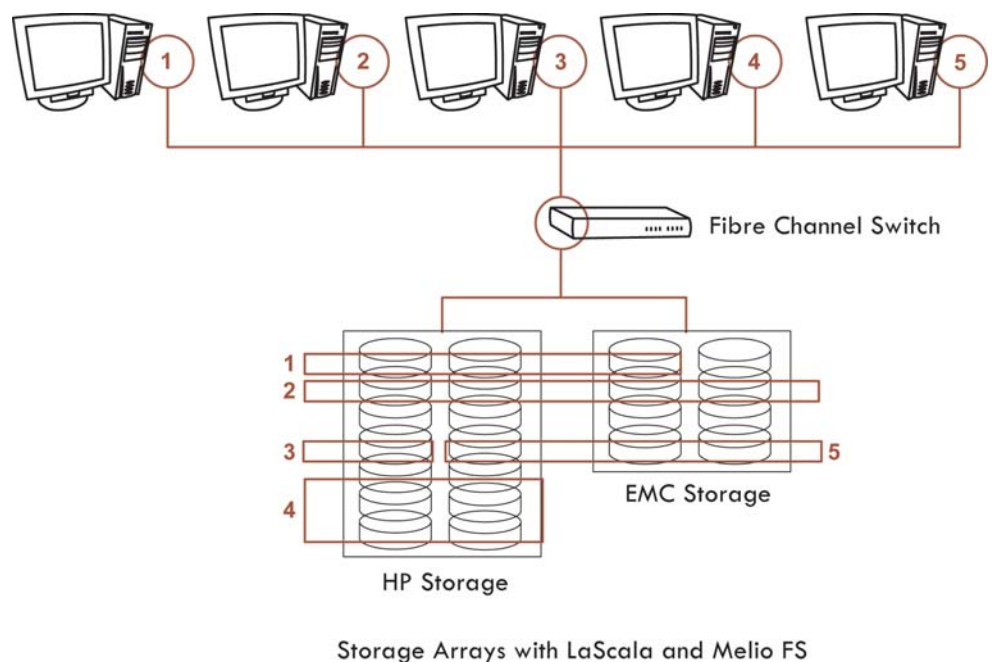 1 2 3 4 5
Fibre Channel Switch
1
2
3 5
EMC Storage
4
HP Storage
Storage Arrays with LaScala and Melio FS